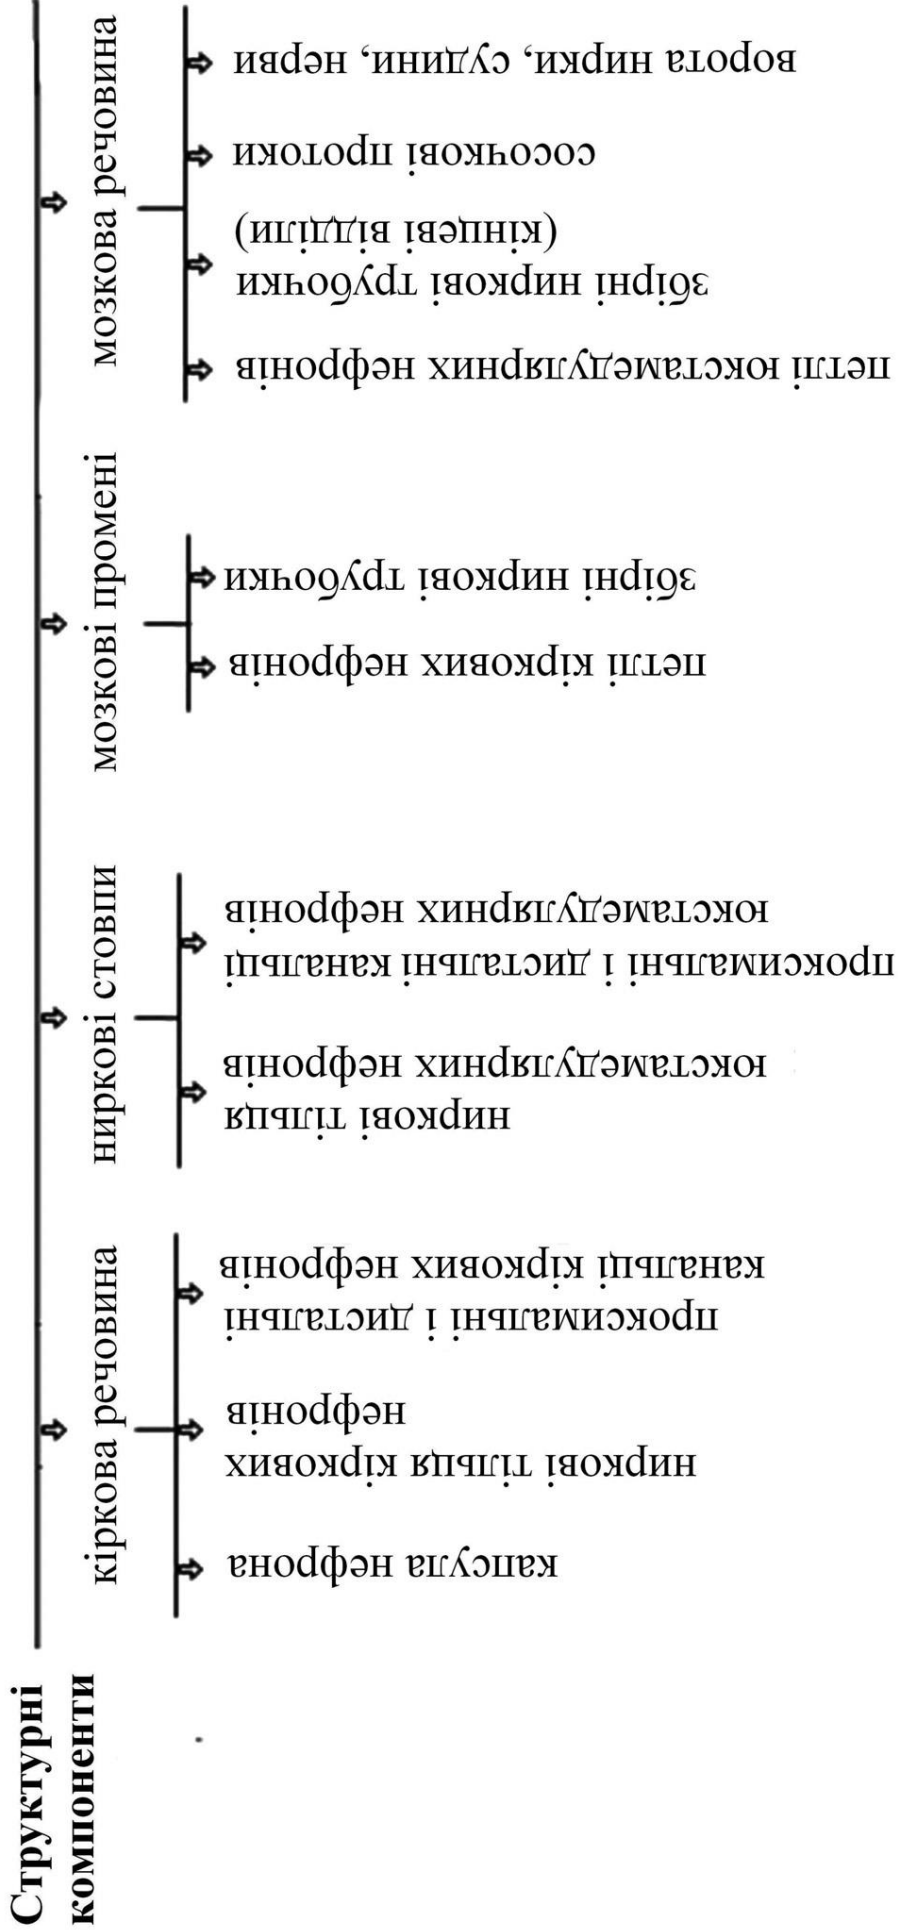 Структурні
компоненти
кіркова речовина
капсула нефрона
ниркові тільця кіркових
нефронів
проксимальні і дистальні
канальці кіркових нефронів
ниркові стовпи
ниркові тільця
юкстамедулярних нефронів
проксимальні і дистальні канальці
юкстамедулярних нефронів
мозкові промені
петлі кіркових нефронів
збірні ниркові трубочки
мозкова речовина
петлі юкстамедулярних нефронів
збірні ниркові трубочки
(кінцеві відділи)
сосочкові протоки
ворота нирки, судини, нерви